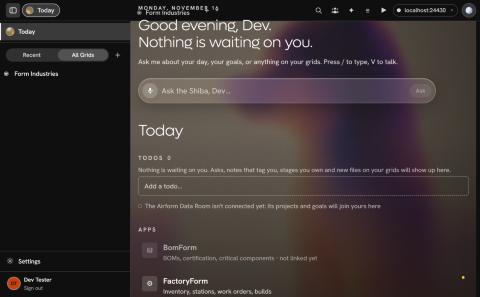 Today
MONDAY, NOVEMBER 16
Form Industries
localhost:24430
Today
Recent
All Grids
Form Industries
Good evening, Dev.
Nothing is waiting on you.
Ask me about your day, your goals, or anything on your grids. Press / to type, V to talk.
Ask the Shiba, Dev...
Ask
Today
TODOS 0
Nothing is waiting on you. Asks, notes that tag you, stages you own and new files on your grids will show up here.
Add a todo...
The Airform Data Room isn't connected yet: its projects and goals will join yours here
APPS
BomForm
BOMs, certification, critical components · not linked yet
FactoryForm
Inventory, stations, work orders, builds
Settings
DT
Dev Tester
Sign out